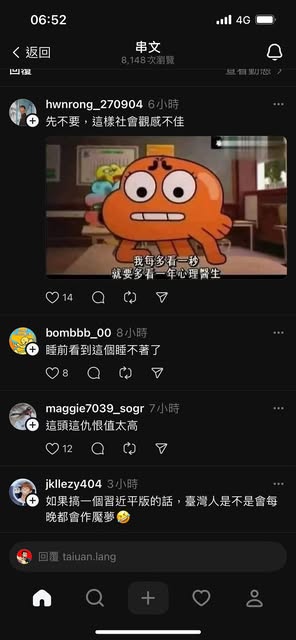 06:52
4G
返回
串文
8,148次瀏覽
回覆
查看動態
hwnrong_270904 6小時
先不要，這樣社會觀感不佳
我每多看一秒
就要多看一年心理醫生
14
bombbb_00 8小時
睡前看到這個睡不著了
8
maggie7039_sogr 7小時
這頭這仇恨值太高
12
jkllezy404 3小時
如果搞一個習近平版的話，臺灣人是不是會每
晚都會作魔夢🤣
回覆 taiuan.lang